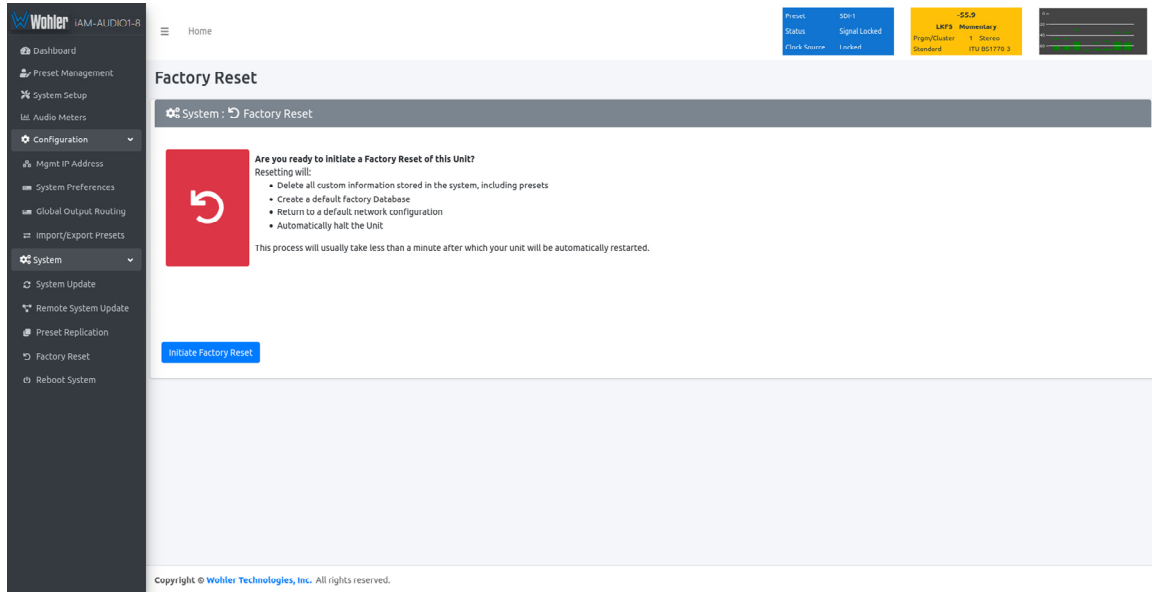 Wohler iAM-AUDIO1-8
Dashboard
Preset Management
System Setup
Audio Meters
Configuration
Mgmt IP Address
System Preferences
Global Output Routing
Import/Export Presets
System
System Update
Remote System Update
Preset Replication
Factory Reset
Reboot System
Home
Preset SDI-1
Status Signal Locked
Clock Source Locked
-55.9
LKFS Momentary
Prgm/Cluster 1 Stereo
Standard ITU BS1770-3
Factory Reset
System : Factory Reset
Are you ready to initiate a Factory Reset of this Unit?
Resetting will:
• Delete all custom information stored in the system, including presets
• Create a default factory Database
• Return to a default network configuration
• Automatically halt the Unit
This process will usually take less than a minute after which your unit will be automatically restarted.
Initiate Factory Reset
Copyright © Wohler Technologies, Inc. All rights reserved.